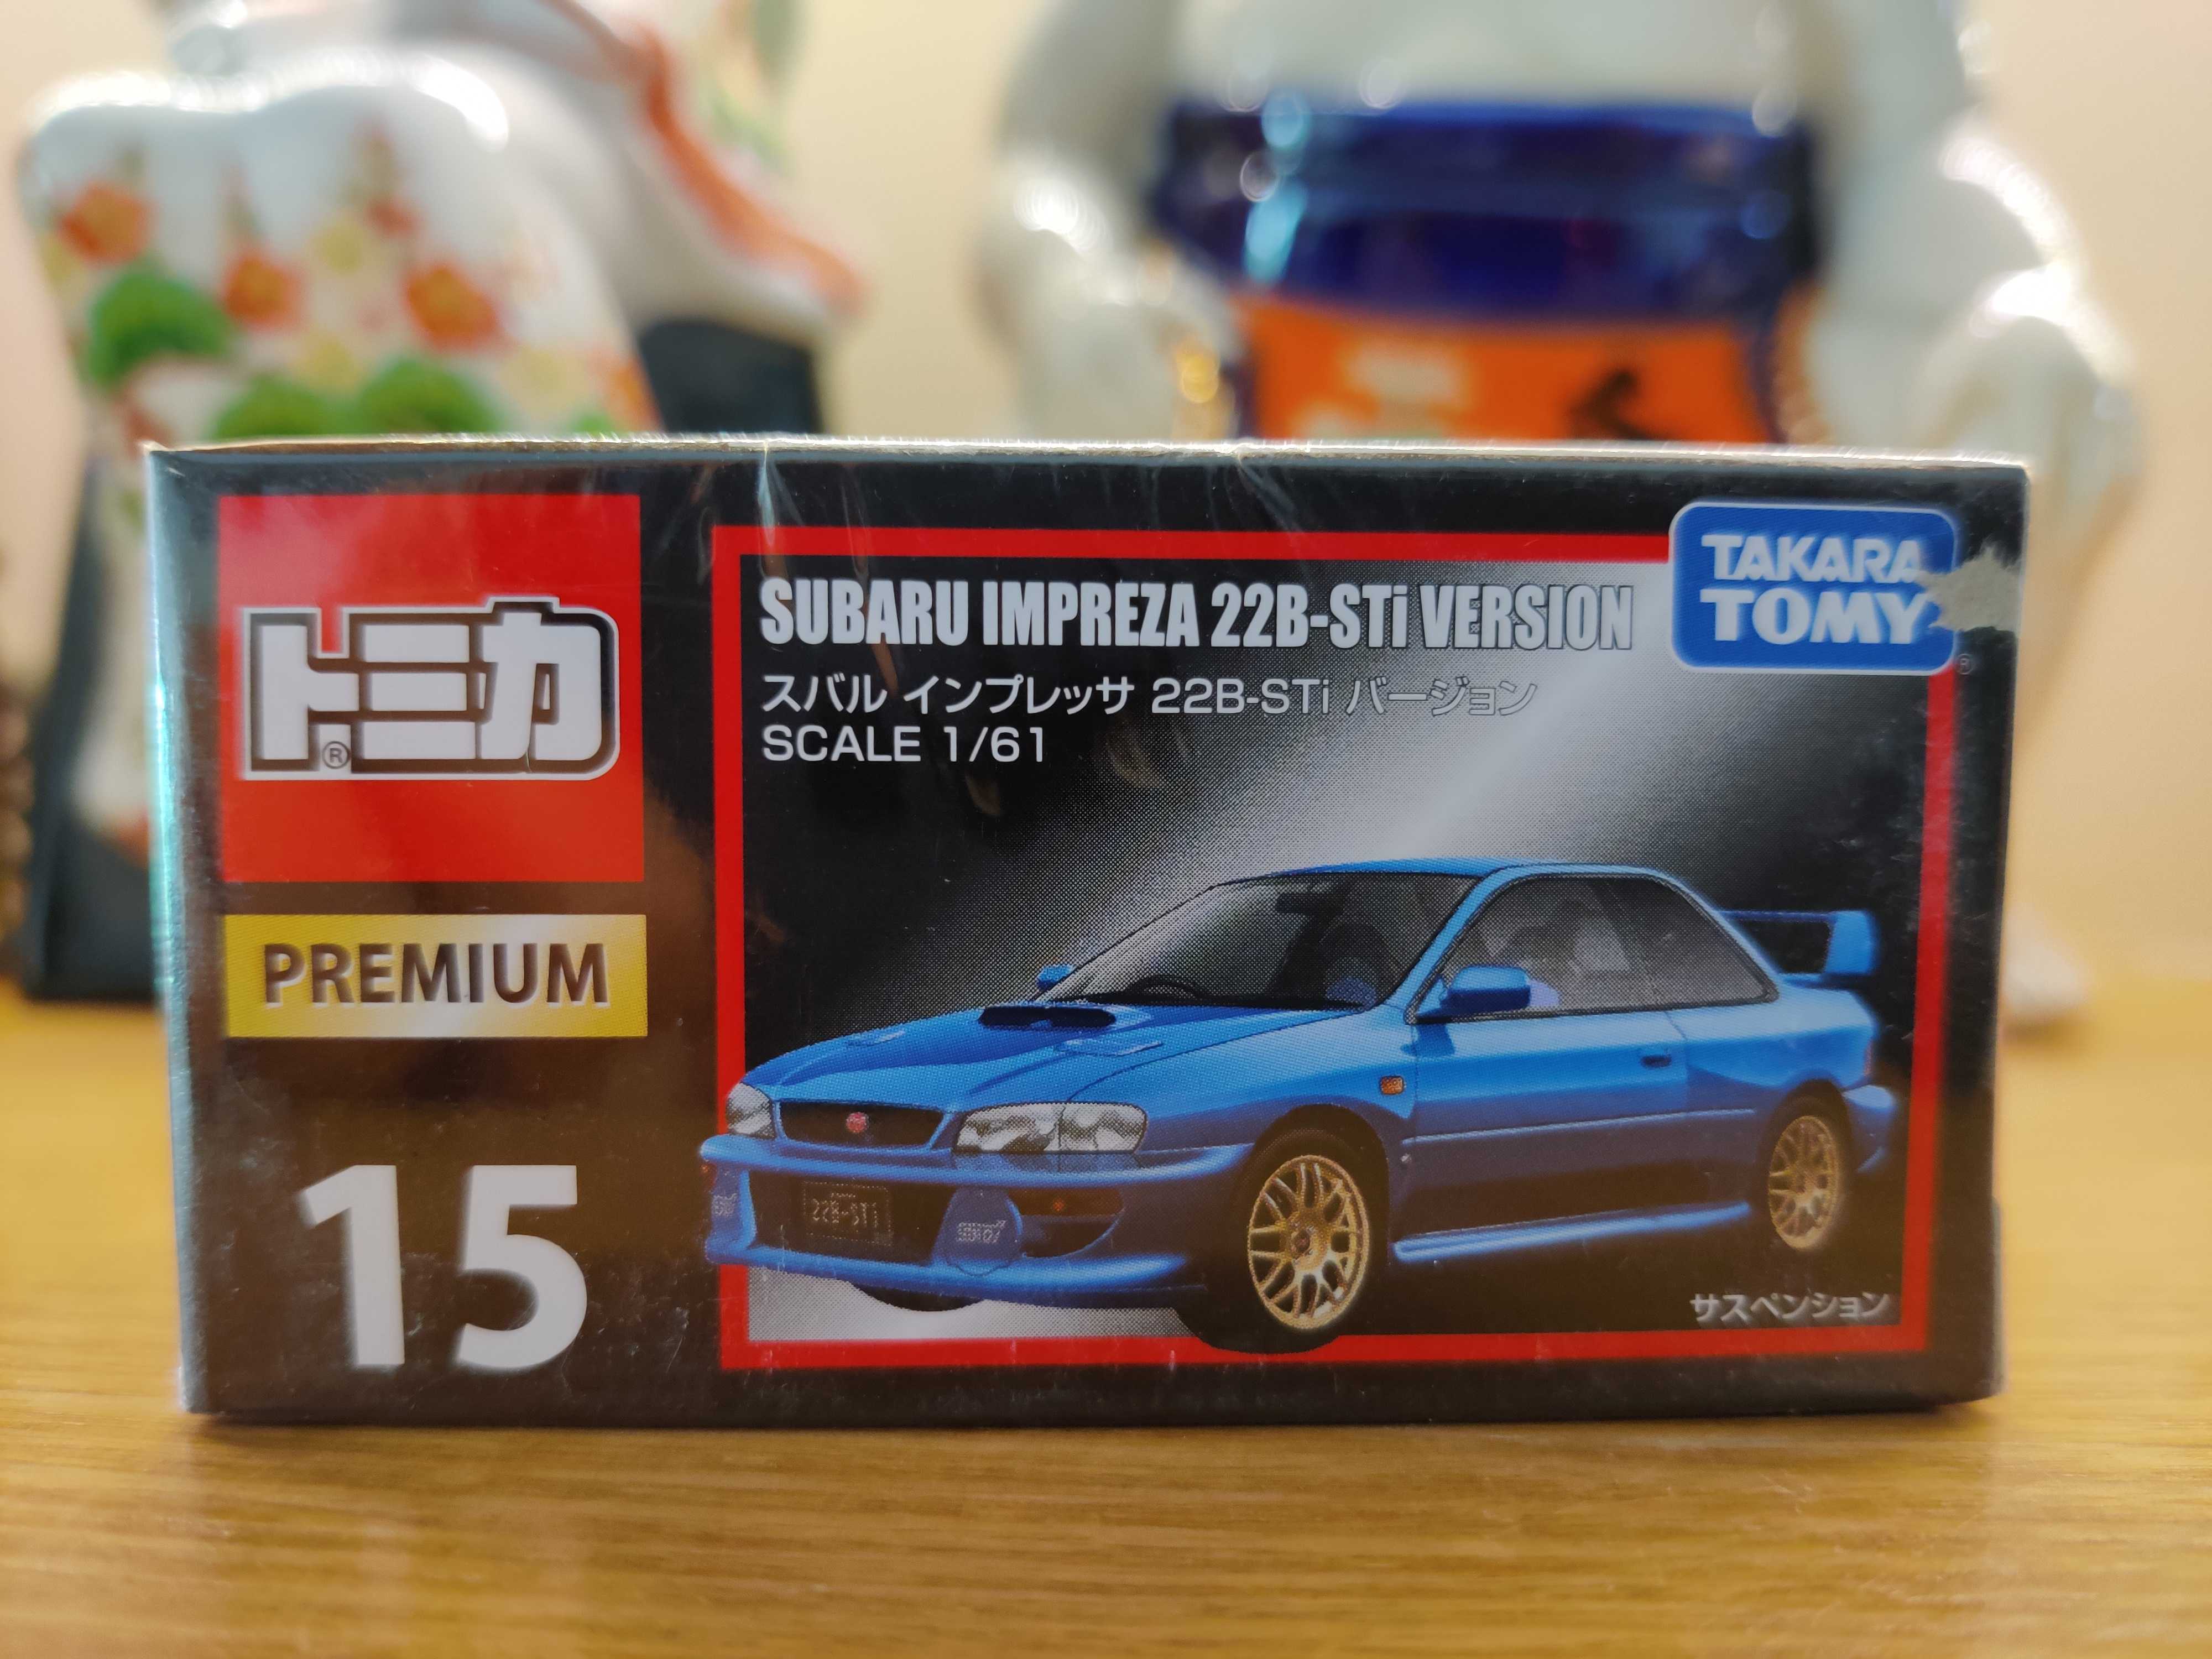 トミカ
®
PREMIUM
15
SUBARU IMPREZA 22B-STi VERSION
スバル インプレッサ 22B-STi バージョン
SCALE 1/61
TAKARA
TOMY
®
22B-STi
サスペンション